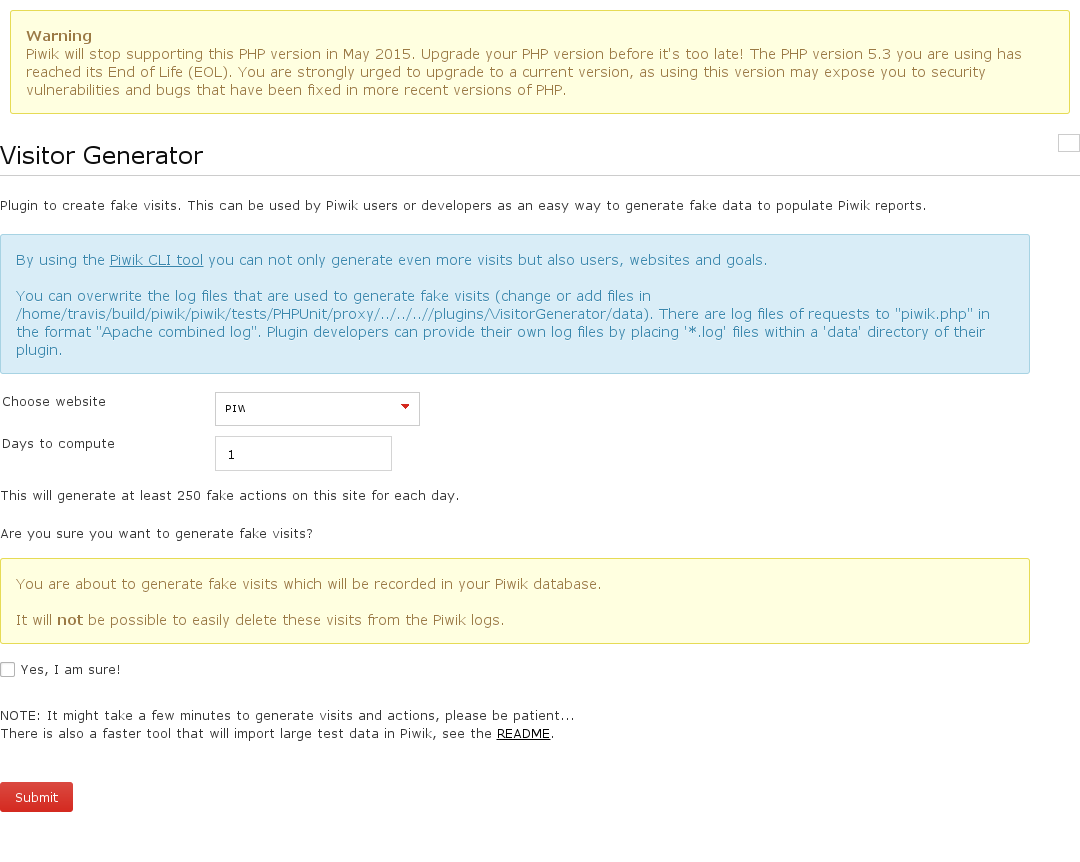 Warning
Piwik will stop supporting this PHP version in May 2015. Upgrade your PHP version before it's too late! The PHP version 5.3 you are using has
reached its End of Life (EOL). You are strongly urged to upgrade to a current version, as using this version may expose you to security
vulnerabilities and bugs that have been fixed in more recent versions of PHP.
Visitor Generator
Plugin to create fake visits. This can be used by Piwik users or developers as an easy way to generate fake data to populate Piwik reports.
By using the Piwik CLI tool you can not only generate even more visits but also users, websites and goals.
You can overwrite the log files that are used to generate fake visits (change or add files in
/home/travis/build/piwik/piwik/tests/PHPUnit/proxy/../../..//plugins/VisitorGenerator/data). There are log files of requests to "piwik.php" in
the format "Apache combined log". Plugin developers can provide their own log files by placing '*.log' files within a 'data' directory of their
plugin.
Choose website
Days to compute
1
This will generate at least 250 fake actions on this site for each day.
Are you sure you want to generate fake visits?
You are about to generate fake visits which will be recorded in your Piwik database.
It will not be possible to easily delete these visits from the Piwik logs.
Yes, I am sure!
NOTE: It might take a few minutes to generate visits and actions, please be patient...
There is also a faster tool that will import large test data in Piwik, see the README.
Submit